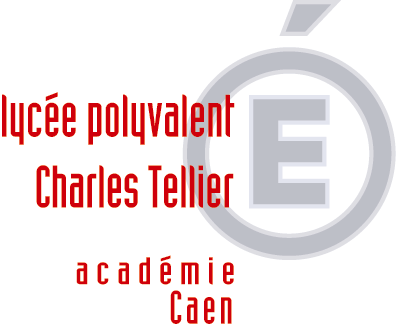 É
lycée polyvalent
Charles Tellier
académie
Caen